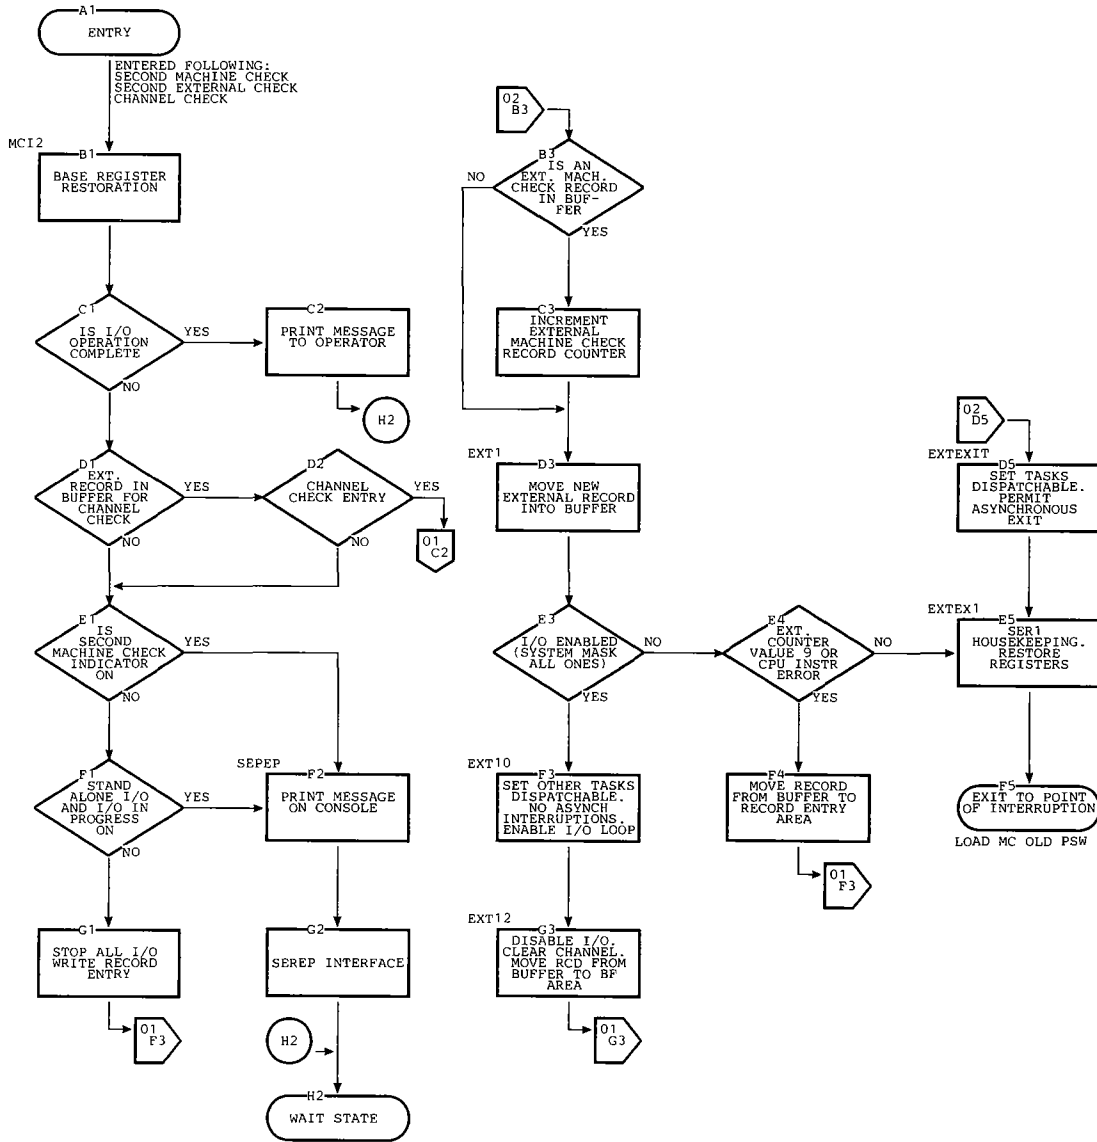 A1
ENTRY
ENTERED FOLLOWING:
SECOND MACHINE CHECK
SECOND EXTERNAL CHECK
CHANNEL CHECK
MCI2
B1
BASE REGISTER
RESTORATION
C1
IS I/O
OPERATION
COMPLETE
YES
NO
C2
PRINT MESSAGE
TO OPERATOR
H2
D1
EXT.
RECORD IN
BUFFER FOR
CHANNEL
CHECK
YES
NO
D2
CHANNEL
CHECK ENTRY
YES
NO
01
C2
E1
IS
SECOND
MACHINE CHECK
INDICATOR
ON
YES
NO
F1
STAND
ALONE I/O
AND I/O IN
PROGRESS
ON
YES
NO
SEPEP
F2
PRINT MESSAGE
ON CONSOLE
G1
STOP ALL I/O
WRITE RECORD
ENTRY
01
F3
G2
SEREP INTERFACE
H2
H2
WAIT STATE
02
B3
B3
IS AN
EXT. MACH.
CHECK RECORD
IN BUF-
FER
NO
YES
C3
INCREMENT
EXTERNAL
MACHINE CHECK
RECORD COUNTER
EXT1
D3
MOVE NEW
EXTERNAL RECORD
INTO BUFFER
E3
I/O ENABLED
(SYSTEM MASK
ALL ONES)
NO
YES
E4
EXT.
COUNTER
VALUE 9 OR
CPU INSTR
ERROR
NO
YES
EXT10
F3
SET OTHER TASKS
DISPATCHABLE.
NO ASYNCH
INTERRUPTIONS.
ENABLE I/O LOOP
F4
MOVE RECORD
FROM BUFFER TO
RECORD ENTRY
AREA
01
F3
EXT12
G3
DISABLE I/O.
CLEAR CHANNEL.
MOVE RCD FROM
BUFFER TO BF
AREA
01
G3
02
D5
EXTEXIT
D5
SET TASKS
DISPATCHABLE.
PERMIT
ASYNCHRONOUS
EXIT
EXTEX1
E5
SER1
HOUSEKEEPING.
RESTORE
REGISTERS
F5
EXIT TO POINT
OF INTERRUPTION
LOAD MC OLD PSW